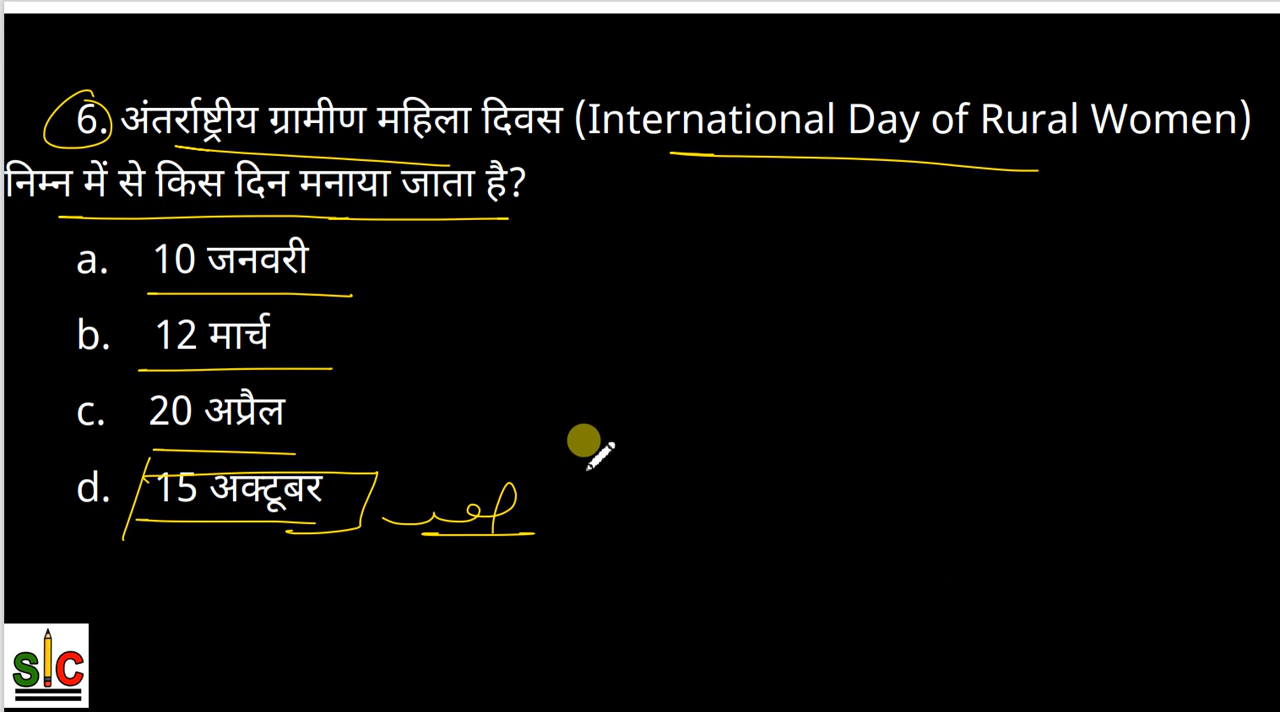 6. अंतर्राष्ट्रीय ग्रामीण महिला दिवस (International Day of Rural Women)
निम्न में से किस दिन मनाया जाता है?
a. 10 जनवरी
b. 12 मार्च
c. 20 अप्रैल
d. 15 अक्टूबर
SIC